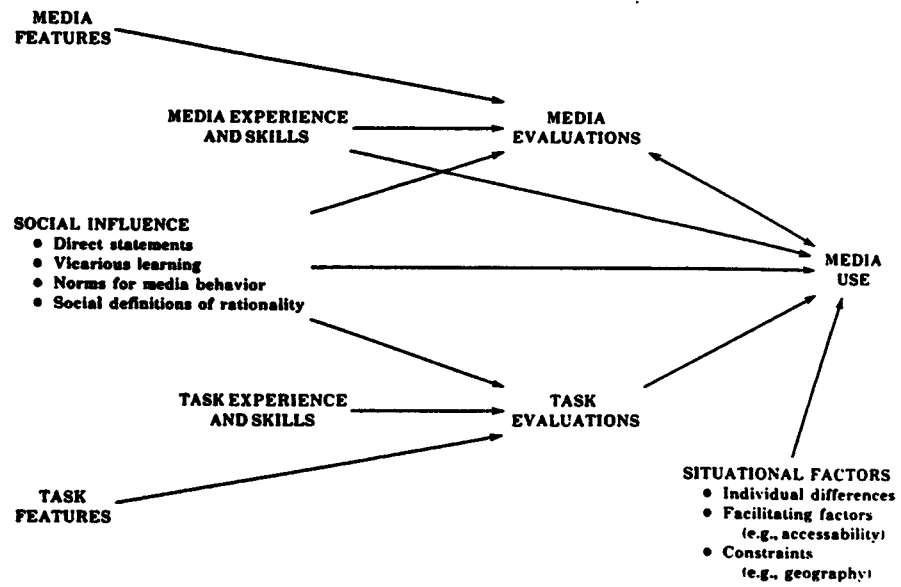 MEDIA
FEATURES
MEDIA EXPERIENCE
AND SKILLS
MEDIA
EVALUATIONS
SOCIAL INFLUENCE
● Direct statements
● Vicarious learning
● Norms for media behavior
● Social definitions of rationality
MEDIA
USE
TASK EXPERIENCE
AND SKILLS
TASK
EVALUATIONS
TASK
FEATURES
SITUATIONAL FACTORS
● Individual differences
● Facilitating factors
(e.g., accessability)
● Constraints
(e.g., geography)